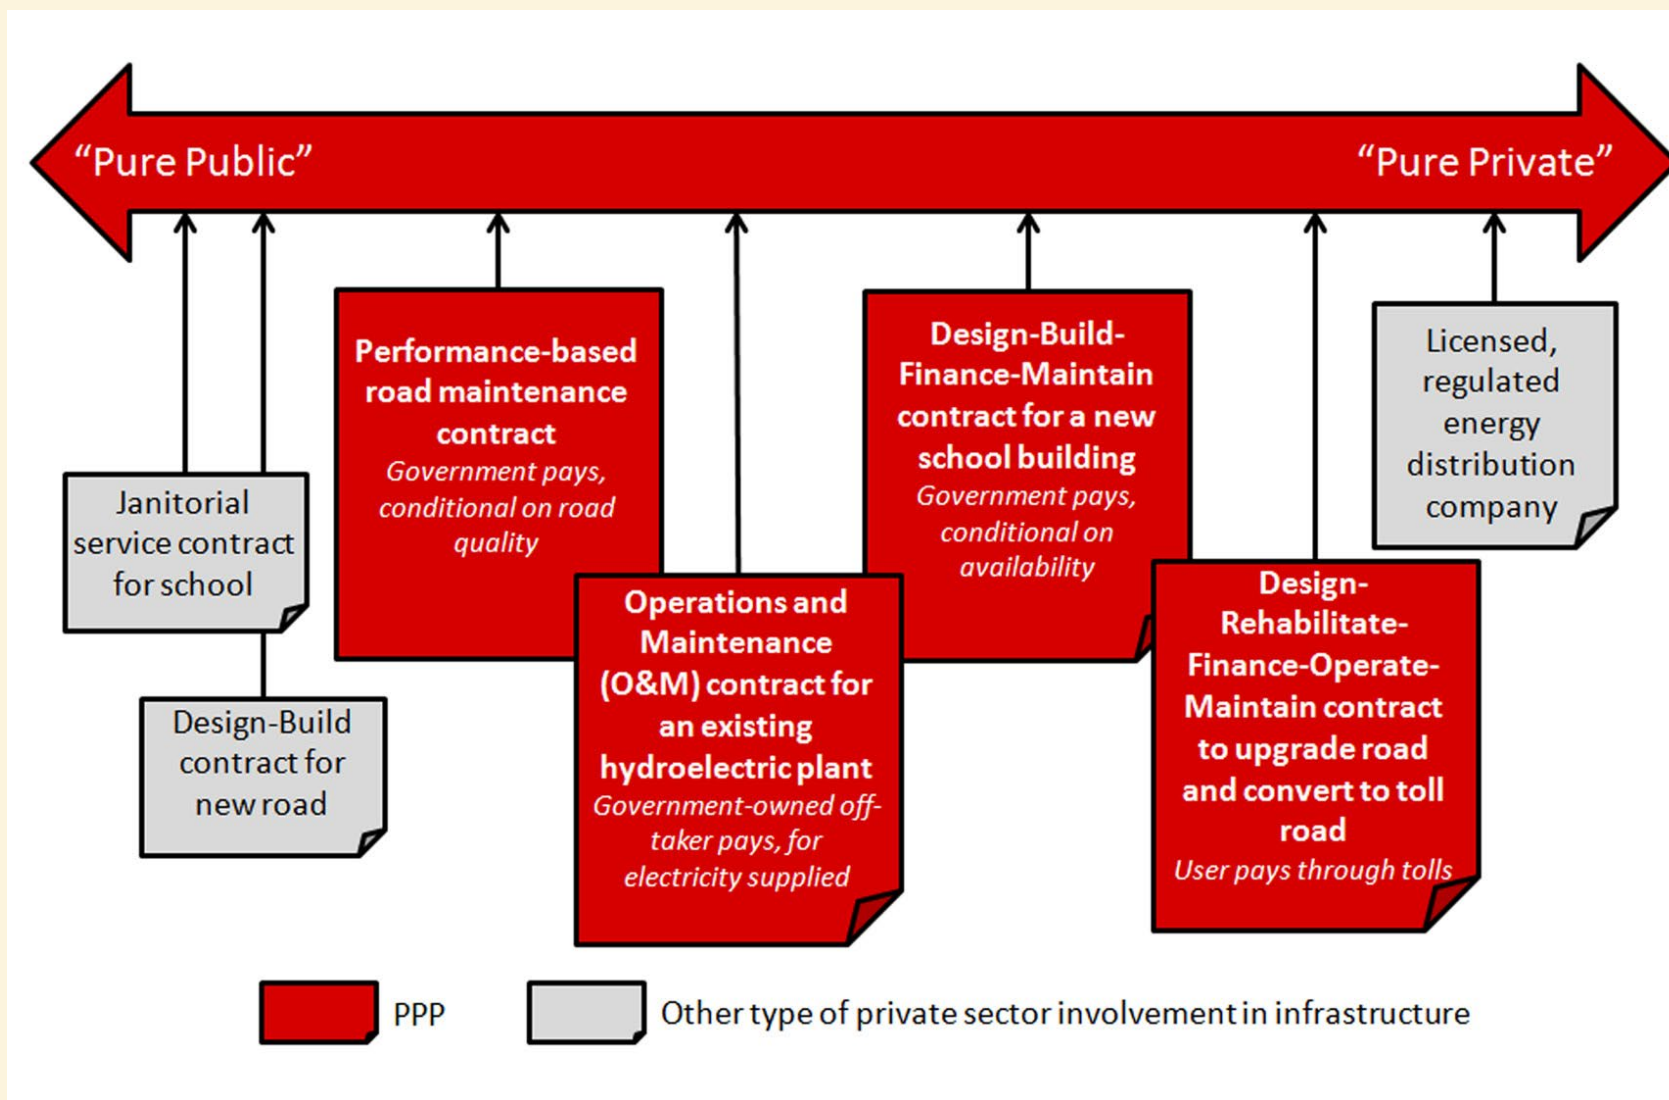 “Pure Public”
“Pure Private”
Janitorial
service contract
for school
Design-Build
contract for
new road
Performance-based
road maintenance
contract
Government pays,
conditional on road
quality
Operations and
Maintenance
(O&M) contract for
an existing
hydroelectric plant
Government-owned off-
taker pays, for
electricity supplied
Design-Build-
Finance-Maintain
contract for a new
school building
Government pays,
conditional on
availability
Design-
Rehabilitate-
Finance-Operate-
Maintain contract
to upgrade road
and convert to toll
road
User pays through tolls
Licensed,
regulated
energy
distribution
company
PPP
Other type of private sector involvement in infrastructure